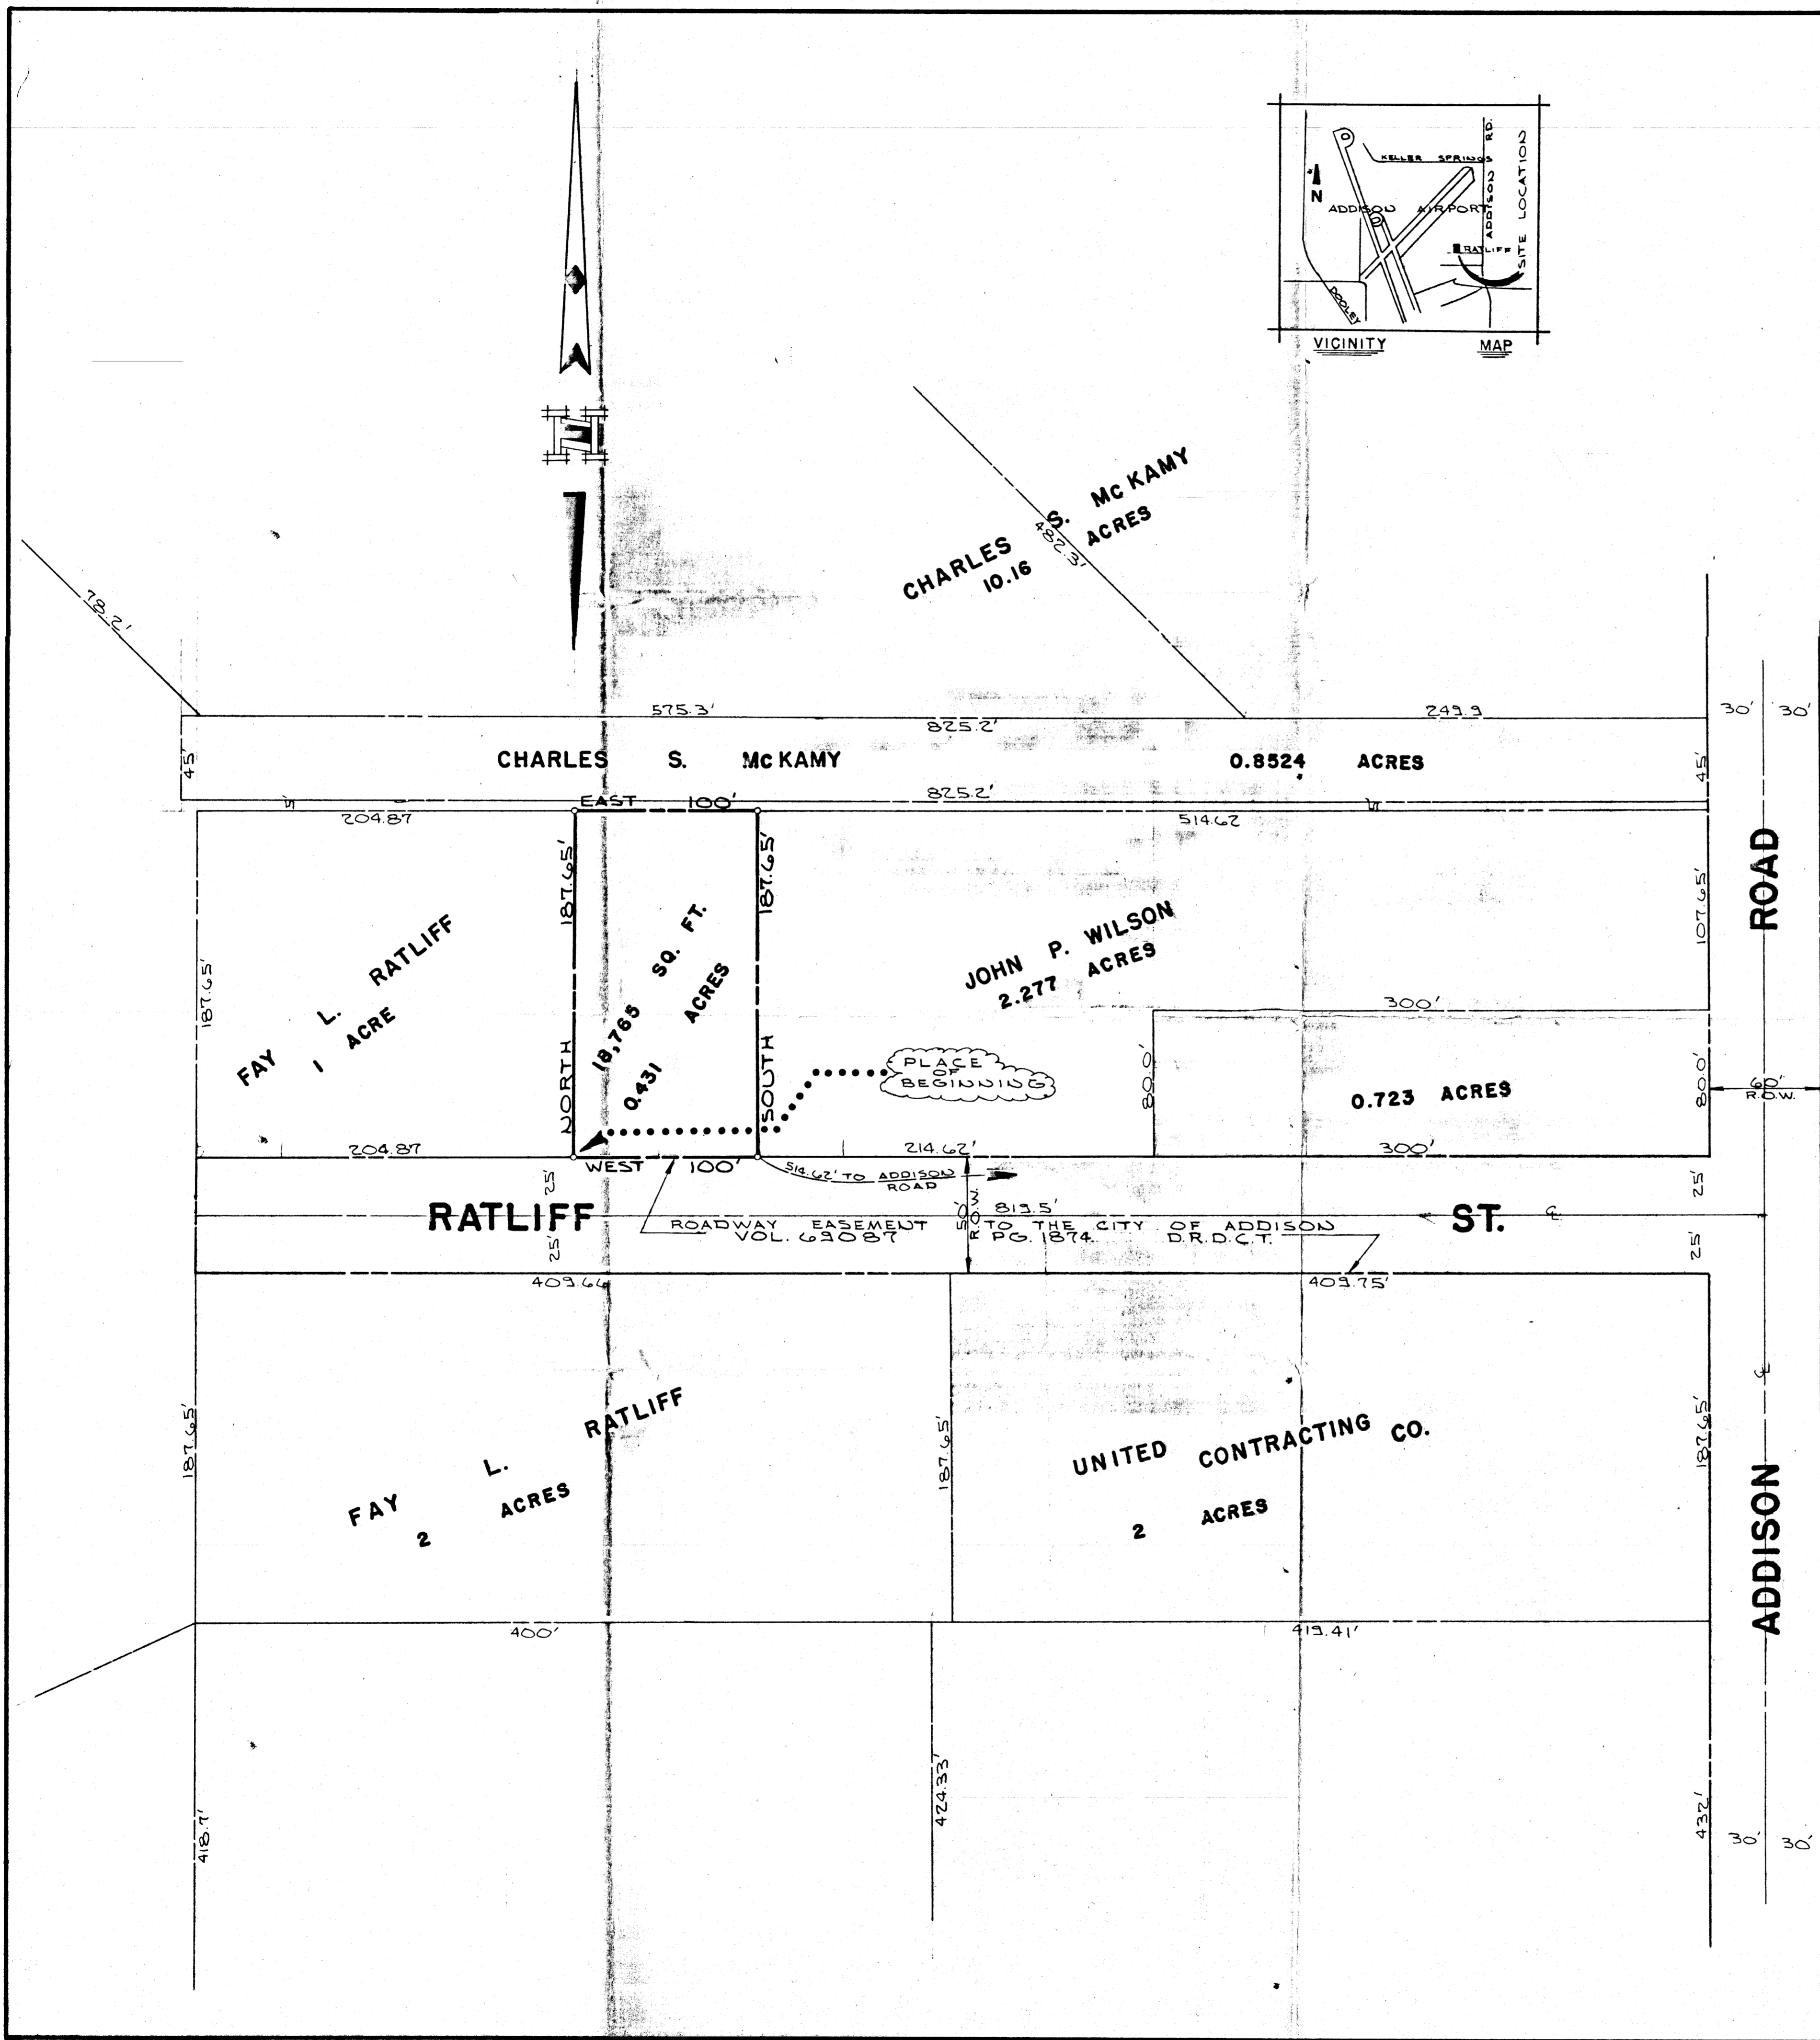 KELLER SPRINGS
ADDISON RD.
SITE LOCATION
N
ADDISON AIRPORT
RATLIFF
DOOLEY
VICINITY MAP
CHARLES S. McKAMY
10.16 ACRES
482.3'
78.2'
575.3'
825.2'
249.9
30' 30'
45'
CHARLES S. McKAMY 0.8524 ACRES
45'
5'
EAST 100'
825.2'
5'
204.87
514.62
187.65'
187.65'
187.65'
107.65'
ROAD
FAY L. RATLIFF
1 ACRE
18,765 SQ. FT.
0.431 ACRES
NORTH
SOUTH
JOHN P. WILSON
2.277 ACRES
PLACE
OF
BEGINNING
300'
80.0'
0.723 ACRES
80.0'
60'
R.O.W.
204.87
WEST 100'
214.62'
300'
514.62' TO ADDISON
ROAD
25'
25'
RATLIFF ST.
50'
R.O.W.
819.5'
ROADWAY EASEMENT TO THE CITY OF ADDISON
VOL. 69087 PG. 1874 D.R.D.C.T.
25'
25'
409.66
409.75'
187.65'
187.65'
187.65'
FAY L. RATLIFF
2 ACRES
UNITED CONTRACTING CO.
2 ACRES
ADDISON
400'
419.41'
418.7'
424.33'
432'
30' 30'